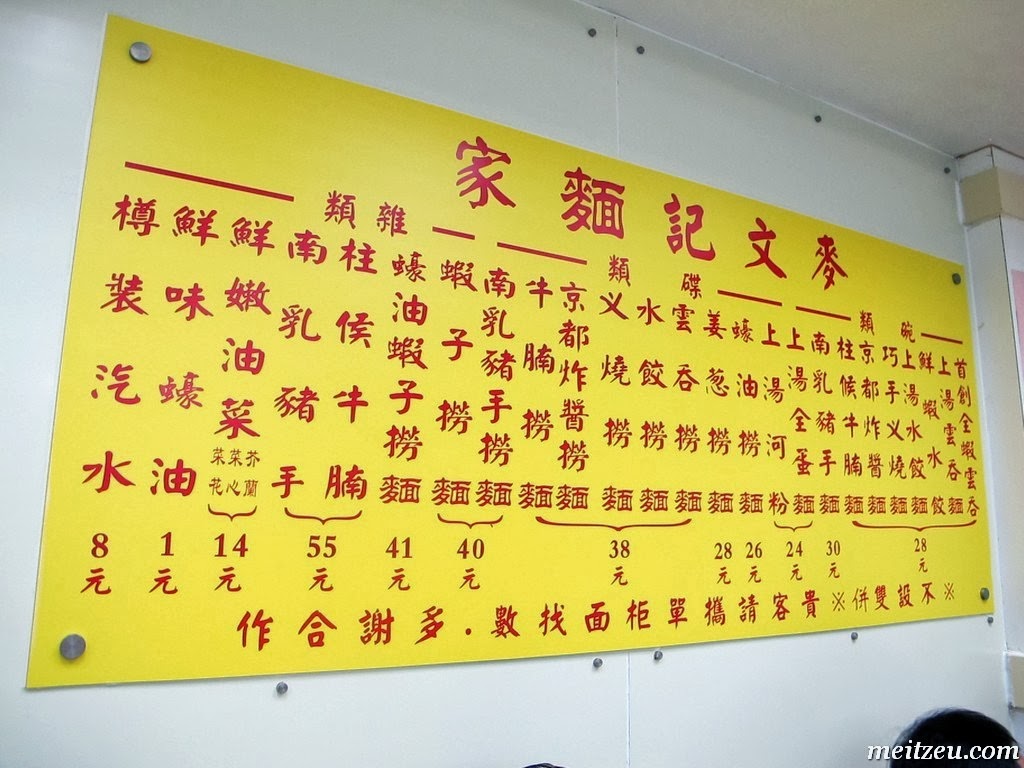 麥文記麵家
碗類
首創全蝦雲吞
上湯雲吞麵
鮮蝦水餃
上湯水餃麵
巧手义燒麵
京都炸醬麵
柱候牛腩麵
28元
南乳豬手麵
30元
上湯全蛋麵
上湯河粉
24元
碟類
蠔油撈麵
26元
姜葱撈麵
28元
雲吞撈麵
水餃撈麵
义燒撈麵
京都炸醬撈麵
牛腩撈麵
38元
南乳豬手撈麵
蝦子撈麵
40元
蠔油蝦子撈麵
41元
雜類
柱侯牛腩
南乳豬手
55元
鮮嫩油菜
芥蘭
菜心
菜花
14元
鮮味蠔油
1元
樽裝汽水
8元
※不設雙併※貴客請攜單柜面找數.多謝合作
meitzeu.com